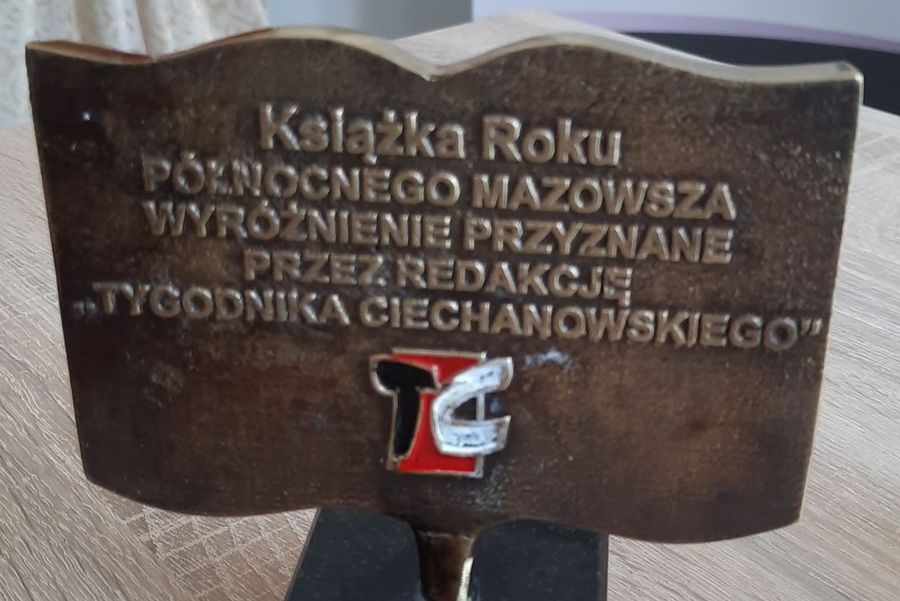 Książka Roku
PÓŁNOCNEGO MAZOWSZA
WYRÓŻNIENIE PRZYZNANE
PRZEZ REDAKCJĘ
„TYGODNIKA CIECHANOWSKIEGO”
TC